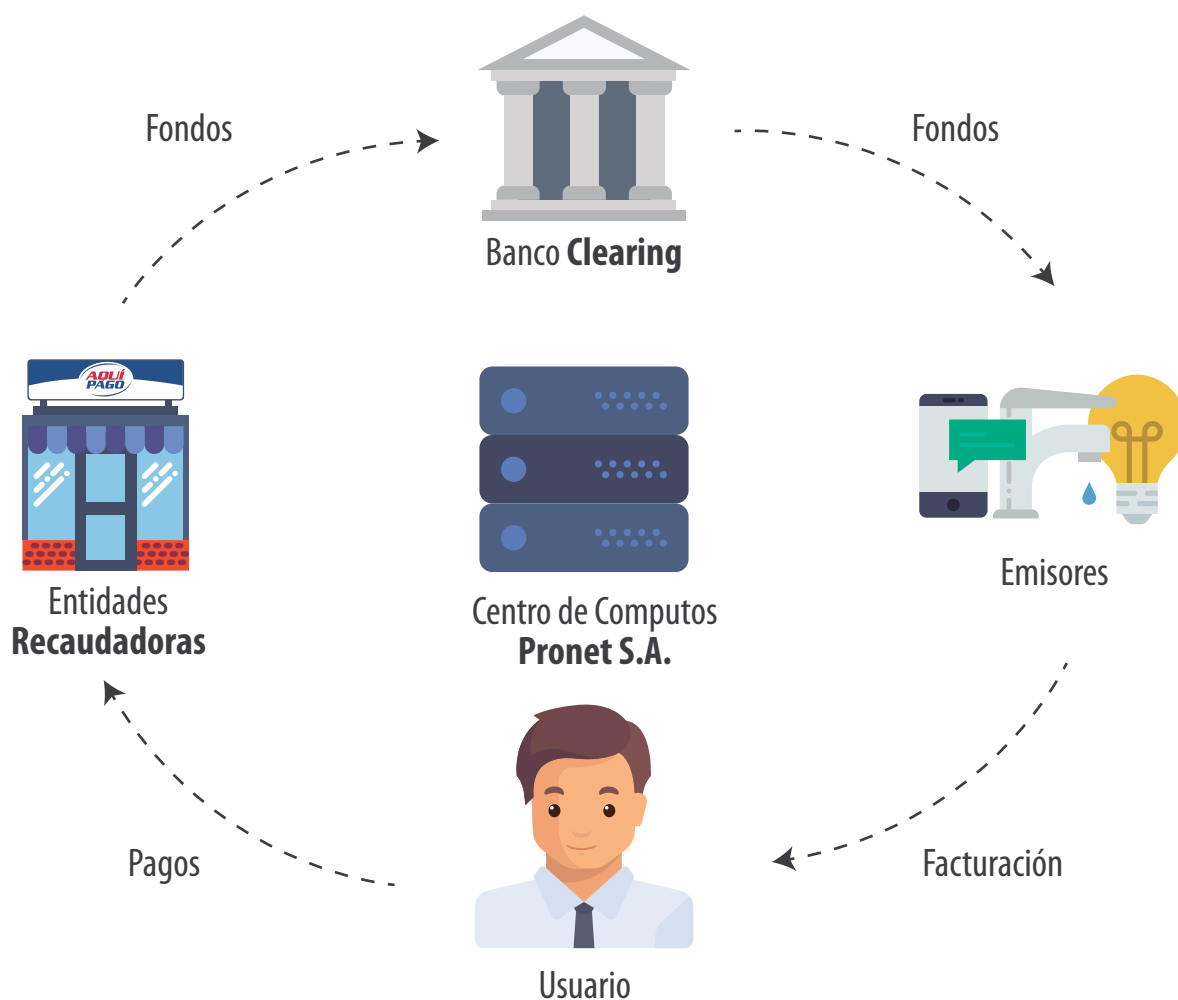 Fondos
Fondos
Banco Clearing
AQUÍ
PAGO
Entidades
Recaudadoras
Centro de Computos
Pronet S.A.
Emisores
Pagos
Facturación
Usuario